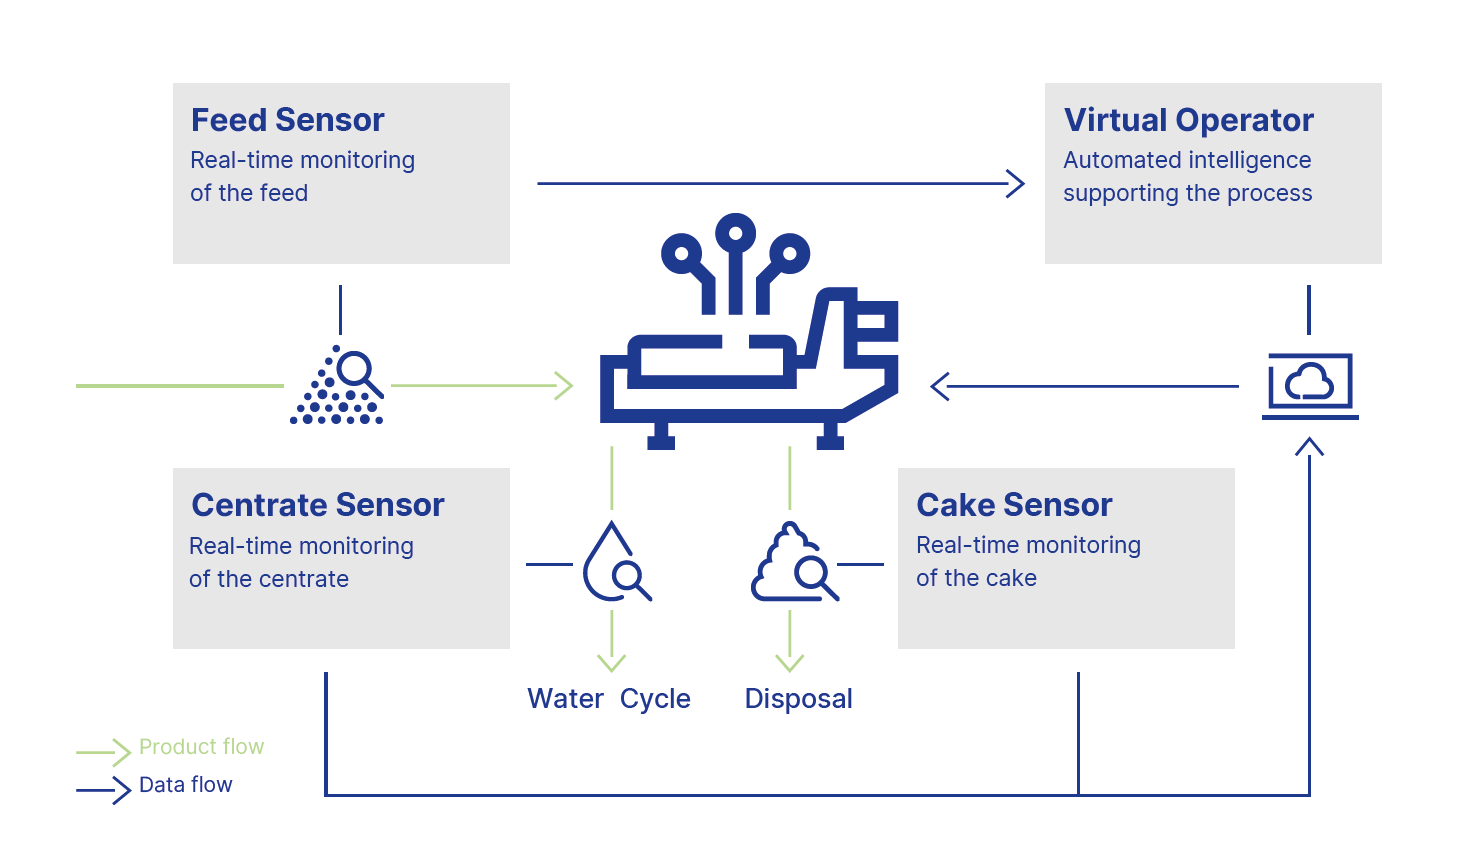 Feed Sensor
Real-time monitoring
of the feed
Virtual Operator
Automated intelligence
supporting the process
Centrate Sensor
Real-time monitoring
of the centrate
Cake Sensor
Real-time monitoring
of the cake
Water Cycle
Disposal
Product flow
Data flow